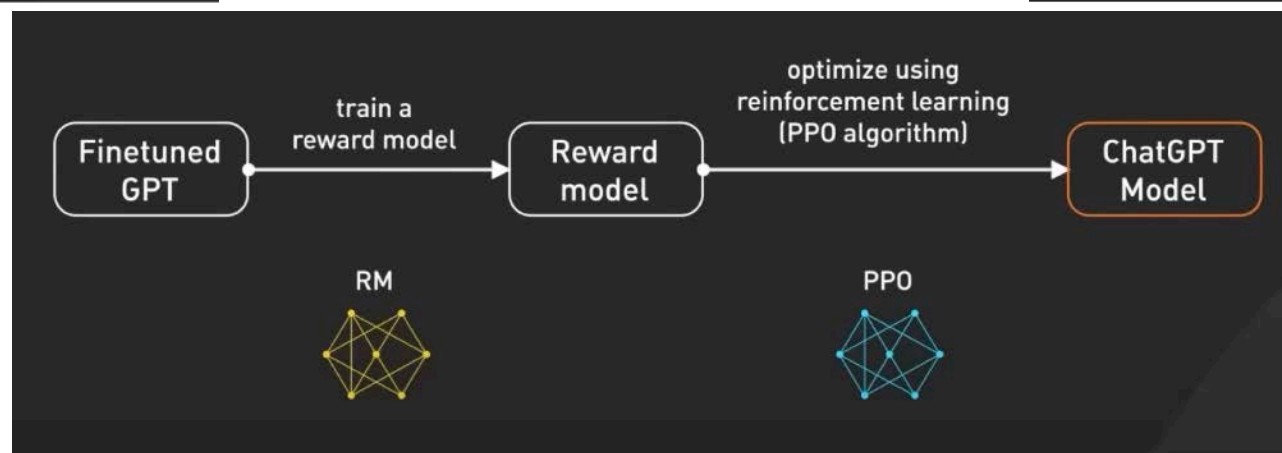 optimize using
reinforcement learning
(PPO algorithm)
train a
reward model
Finetuned
GPT
Reward
model
ChatGPT
Model
RM
PPO